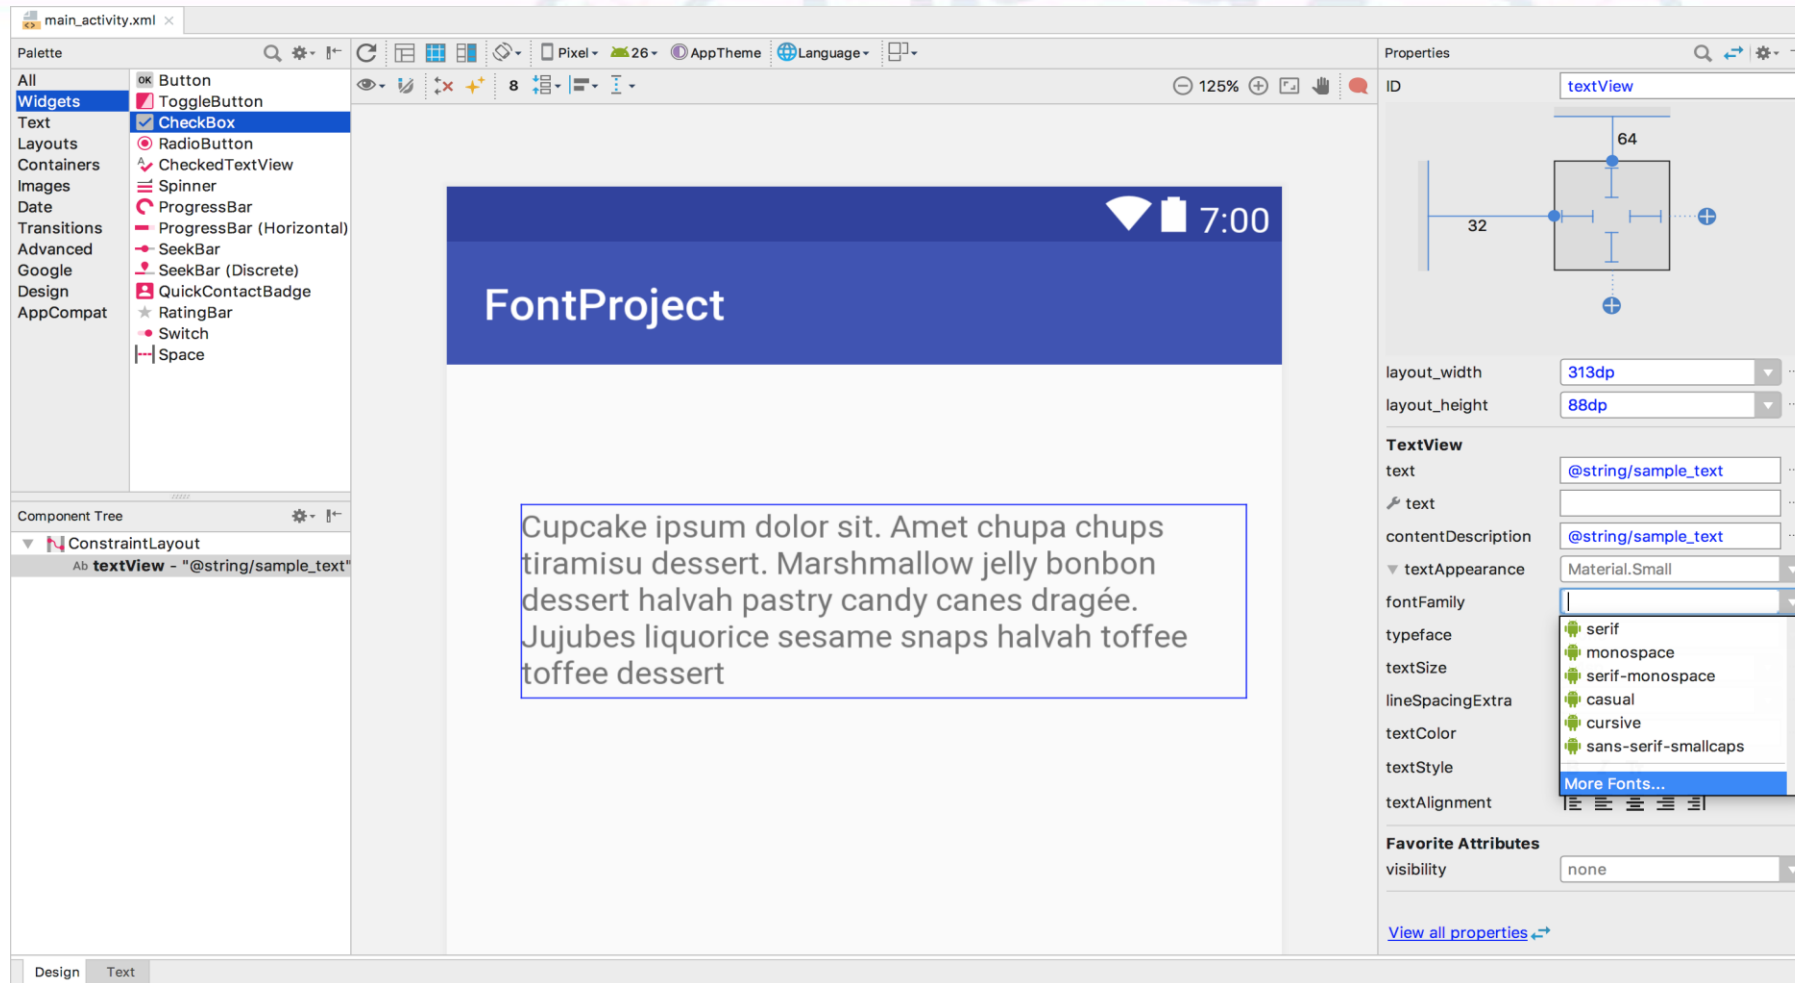 main_activity.xml
Palette
All
Widgets
Text
Layouts
Containers
Images
Date
Transitions
Advanced
Google
Design
AppCompat
OK Button
ToggleButton
CheckBox
RadioButton
CheckedTextView
Spinner
ProgressBar
ProgressBar (Horizontal)
SeekBar
SeekBar (Discrete)
QuickContactBadge
RatingBar
Switch
Space
Component Tree
ConstraintLayout
Ab textView - "@string/sample_text"
Pixel 26 AppTheme Language
8 125%
7:00
FontProject
Cupcake ipsum dolor sit. Amet chupa chups
tiramisu dessert. Marshmallow jelly bonbon
dessert halvah pastry candy canes dragée.
Jujubes liquorice sesame snaps halvah toffee
toffee dessert
Properties
ID textView
64
32
layout_width 313dp
layout_height 88dp
TextView
text @string/sample_text
text
contentDescription @string/sample_text
textAppearance Material.Small
fontFamily
typeface
textSize
lineSpacingExtra
textColor
textStyle
textAlignment
serif
monospace
serif-monospace
casual
cursive
sans-serif-smallcaps
More Fonts...
Favorite Attributes
visibility none
View all properties
Design Text